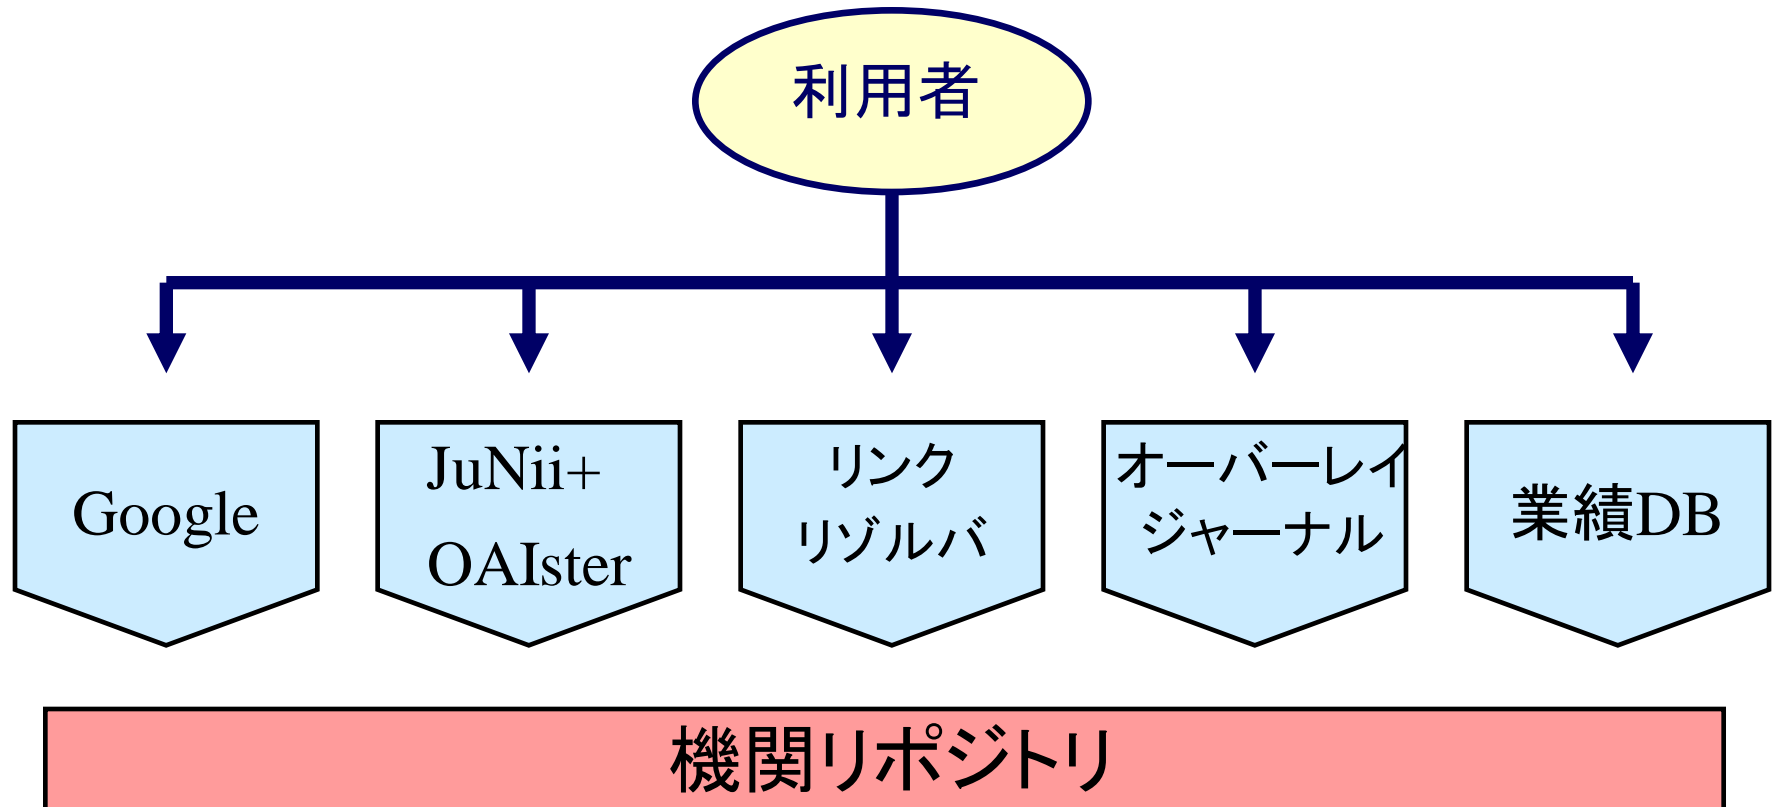 利用者
Google
JuNii+
OAIster
リンク
リゾルバ
オーバーレイ
ジャーナル
業績DB
機関リポジトリ